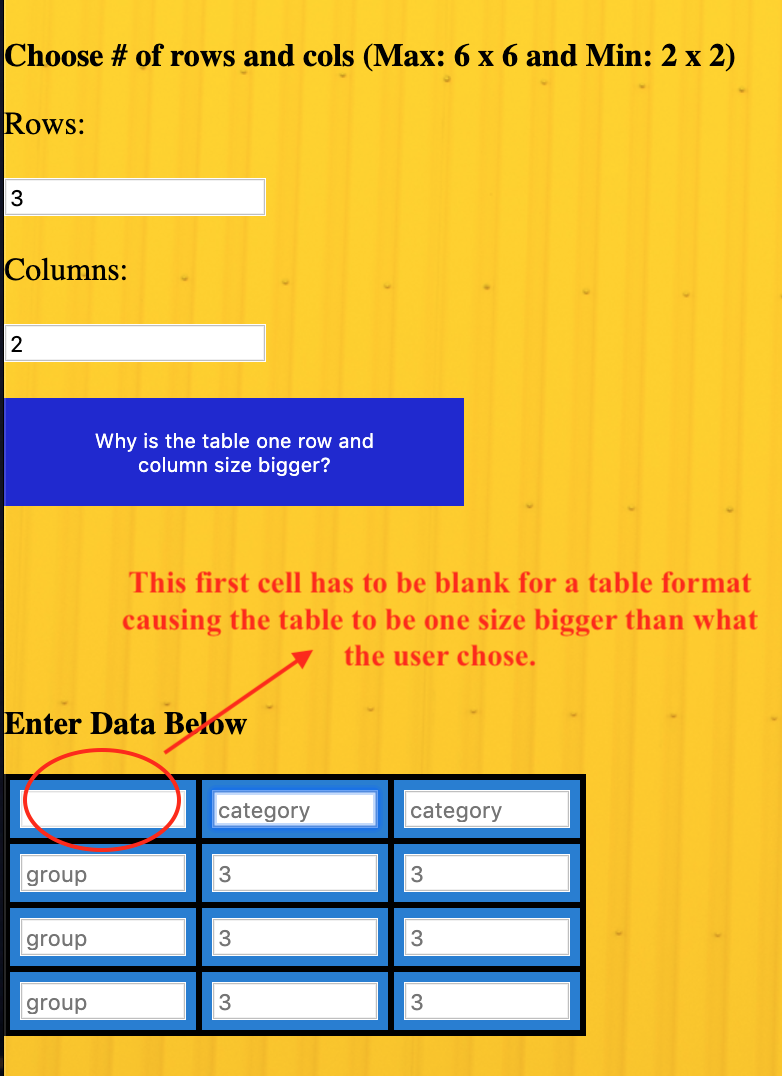 Choose # of rows and cols (Max: 6 x 6 and Min: 2 x 2)
Rows:
3
Columns:
2
Why is the table one row and
column size bigger?
This first cell has to be blank for a table format
causing the table to be one size bigger than what
the user chose.
Enter Data Below
category category
group 3 3
group 3 3
group 3 3